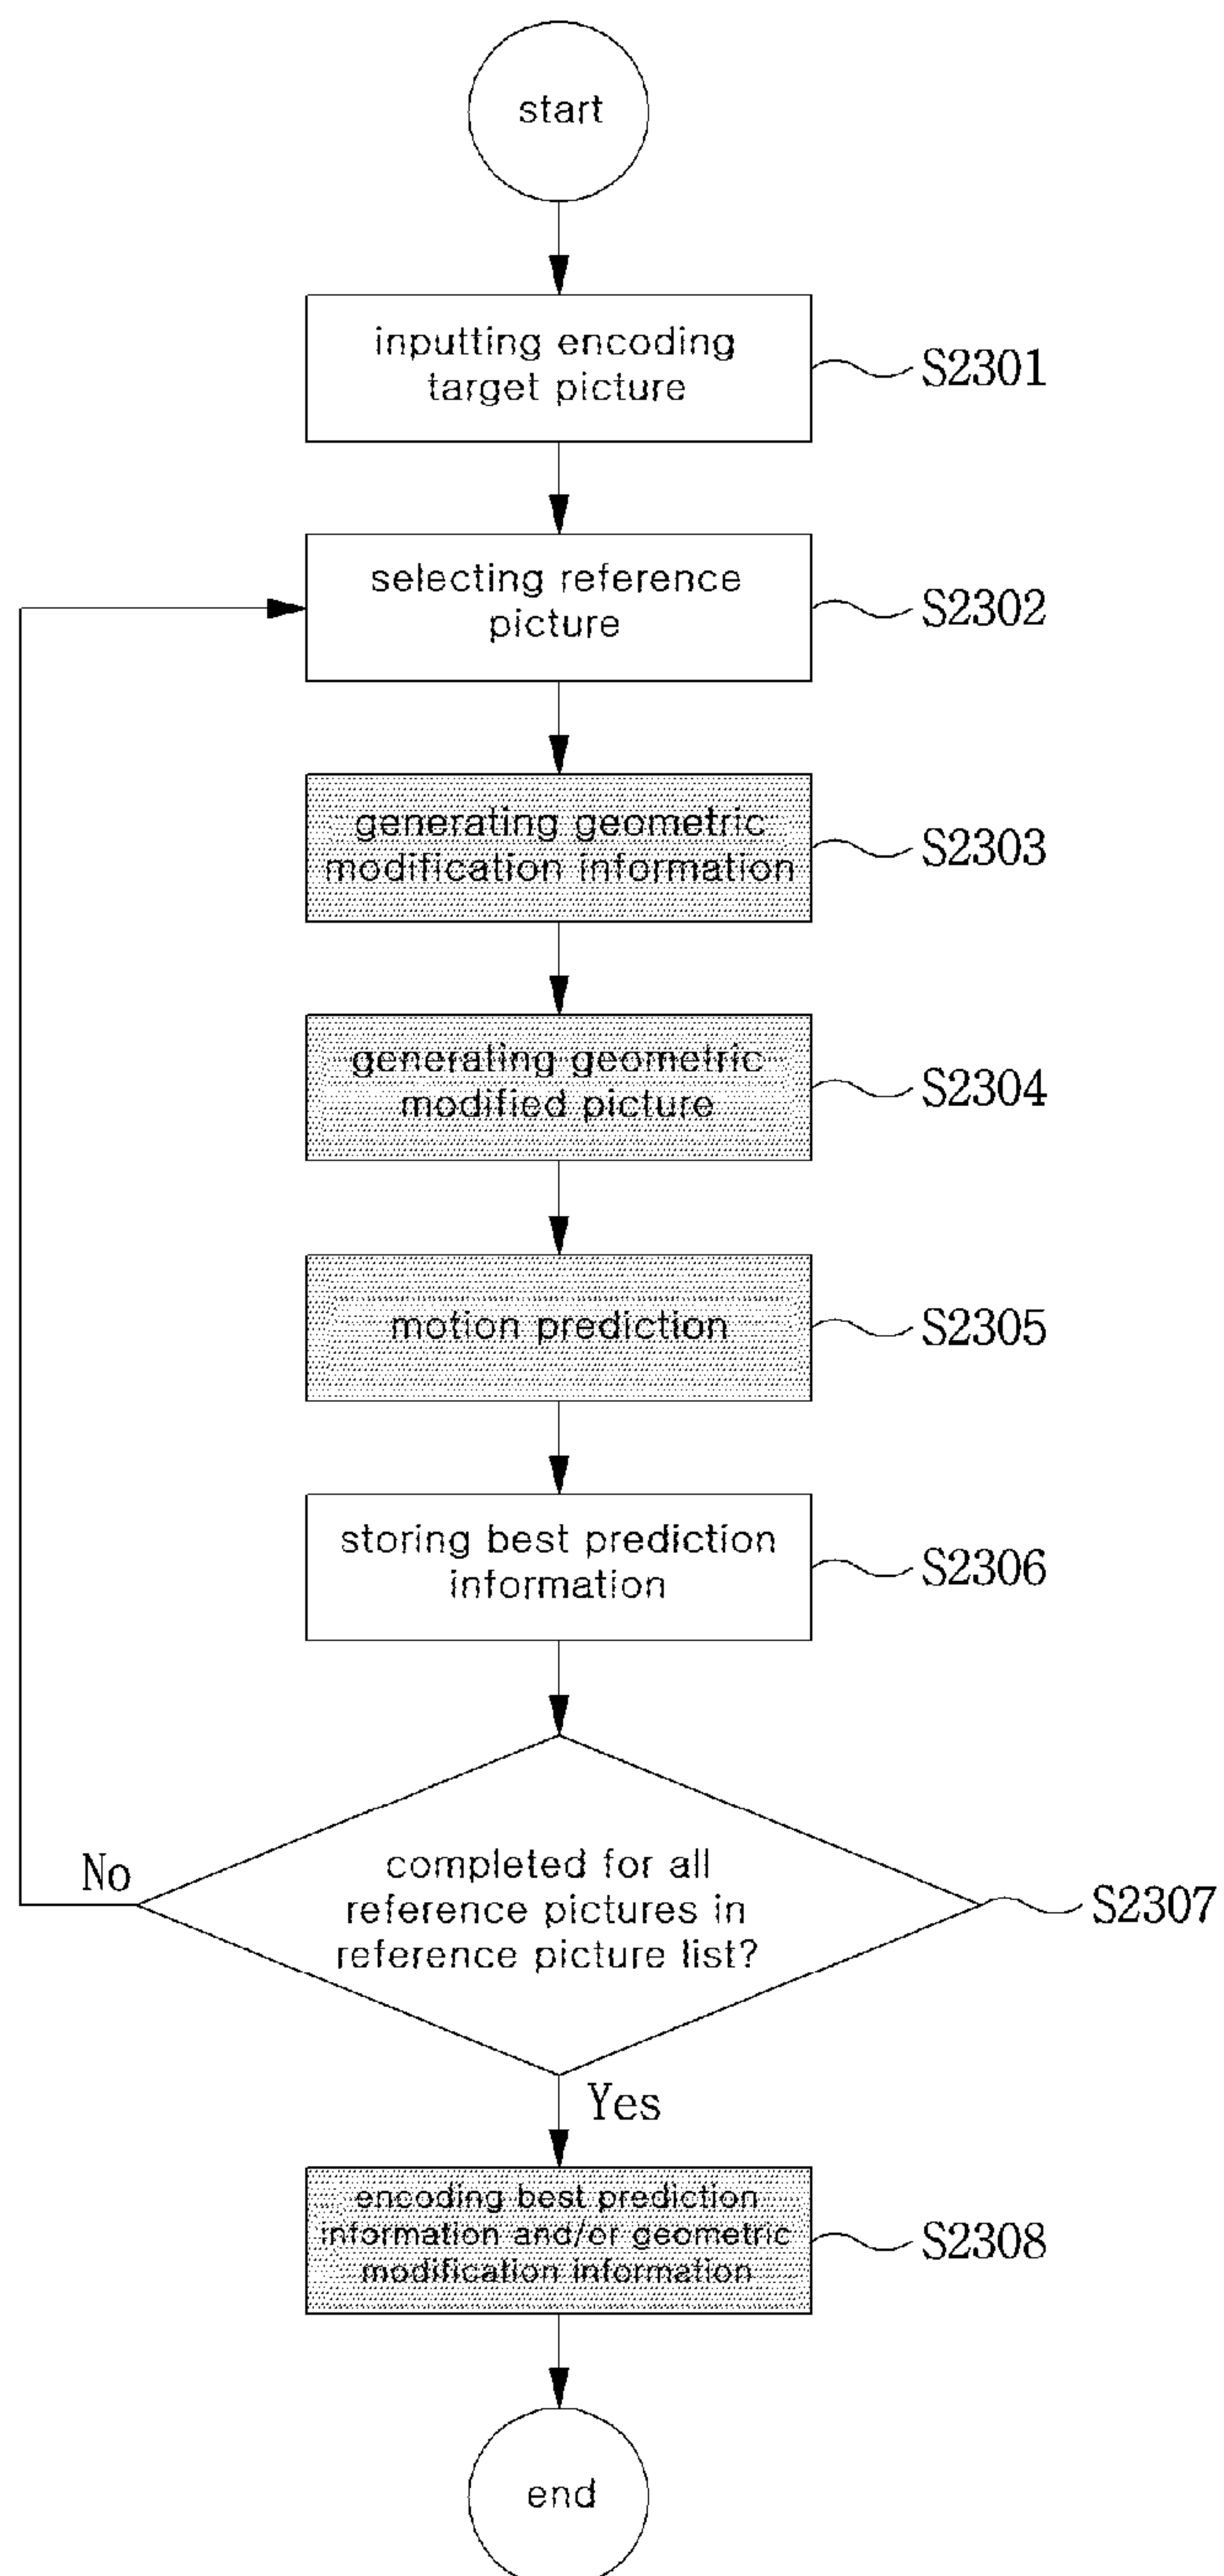 start
inputting encoding
target picture
S2301
selecting reference
picture
S2302
generating geometric
modification information
S2303
generating geometric
modified picture
S2304
motion prediction
S2305
storing best prediction
information
S2306
No
completed for all
reference pictures in
reference picture list?
S2307
Yes
encoding best prediction
information and/or geometric
modification information
S2308
end